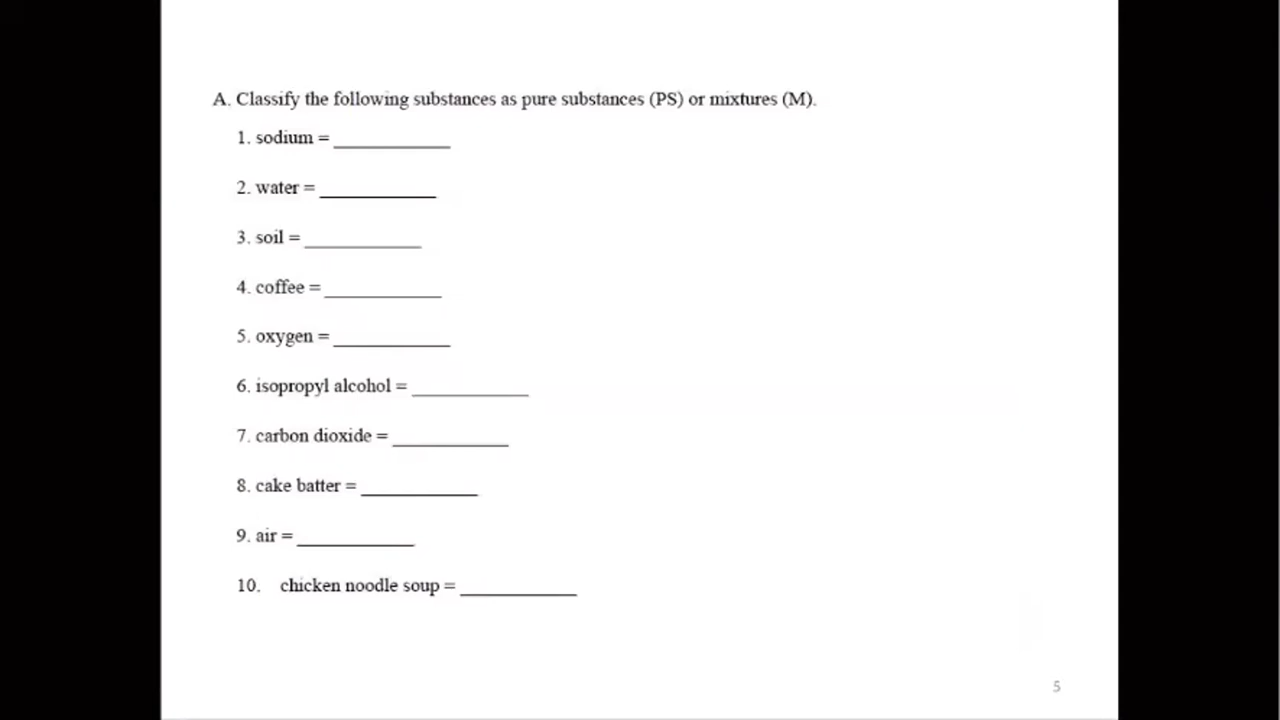 A. Classify the following substances as pure substances (PS) or mixtures (M).
1. sodium = ____________
2. water = ____________
3. soil = ____________
4. coffee = ____________
5. oxygen = ____________
6. isopropyl alcohol = ____________
7. carbon dioxide = ____________
8. cake batter = ____________
9. air = ____________
10. chicken noodle soup = ____________
5